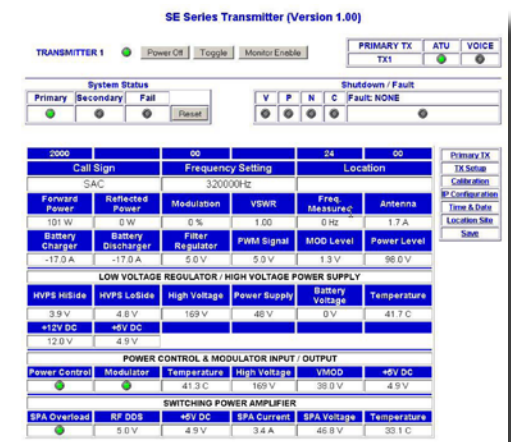 SE Series Transmitter (Version 1.00)
TRANSMITTER 1 Power Off Toggle Monitor Enable
PRIMARY TX ATU VOICE
TX1
System Status
Primary Secondary Fail
Reset
Shutdown / Fault
V P N C Fault: NONE
2000 00 24 00
Call Sign Frequency Setting Location
SAC 320000Hz
Forward Power Reflected Power Modulation VSWR Freq. Measured Antenna
101 W 0 W 0 % 1.00 0 Hz 1.7 A
Battery Charger Battery Discharger Filter Regulator PWM Signal MOD Level Power Level
-17.0 A -17.0 A 5.0 V 5.0 V 1.3 V 98.0 V
LOW VOLTAGE REGULATOR / HIGH VOLTAGE POWER SUPPLY
HVPS HiSide HVPS LoSide High Voltage Power Supply Battery Voltage Temperature
3.9 V 4.8 V 169 V 48 V 0 V 41.7 C
+12V DC +5V DC
12.0 V 4.9 V
POWER CONTROL & MODULATOR INPUT / OUTPUT
Power Control Modulator Temperature High Voltage VMOD +5V DC
41.3 C 169 V 38.0 V 4.9 V
SWITCHING POWER AMPLIFIER
SPA Overload RF DDS +5V DC SPA Current SPA Voltage Temperature
5.0 V 4.9 V 3.4 A 46.8 V 33.1 C
Primary TX
TX Setup
Calibration
IP Configuration
Time & Date
Location Site
Save